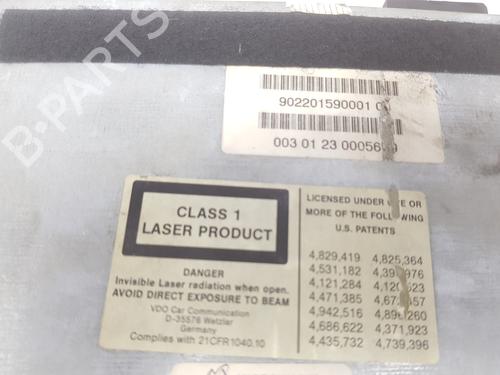 B-PARTS
902201590001
003 01 23
CLASS 1
LASER PRODUCT
DANGER
Invisible Laser radiation when open.
AVOID DIRECT EXPOSURE TO BEAM
VDO Car Communication
D-35576 Wetzlar
Germany
Complies with 21CFR1040.10
LICENSED UNDER ONE OR
MORE OF THE FOLLOWING
U.S. PATENTS
4,829,419 4,825,364
4,531,182
4,121,284
4,471,385
4,942,516
4,686,622 4,371,923
4,435,732 4,739,396